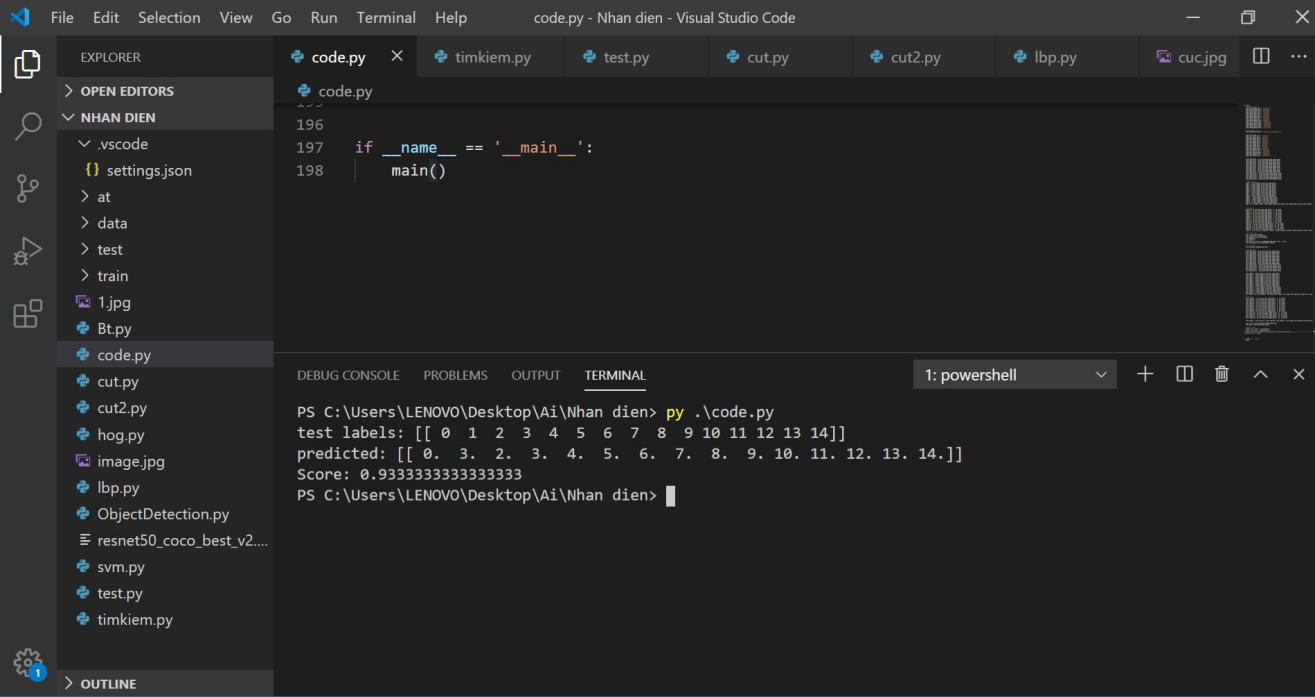 File Edit Selection View Go Run Terminal Help code.py - Nhan dien - Visual Studio Code
EXPLORER
code.py timkiem.py test.py cut.py cut2.py lbp.py cuc.jpg
OPEN EDITORS
code.py
NHAN DIEN
.vscode
{} settings.json
at
data
test
train
1.jpg
Bt.py
code.py
cut.py
cut2.py
hog.py
image.jpg
lbp.py
ObjectDetection.py
resnet50_coco_best_v2....
svm.py
test.py
timkiem.py
1
OUTLINE
196
197 if __name__ == '__main__':
198 main()
DEBUG CONSOLE PROBLEMS OUTPUT TERMINAL 1: powershell
PS C:\Users\LENOVO\Desktop\Ai\Nhan dien> py .\code.py
test labels: [[ 0 1 2 3 4 5 6 7 8 9 10 11 12 13 14]]
predicted: [[ 0. 3. 2. 3. 4. 5. 6. 7. 8. 9. 10. 11. 12. 13. 14.]]
Score: 0.9333333333333333
PS C:\Users\LENOVO\Desktop\Ai\Nhan dien>